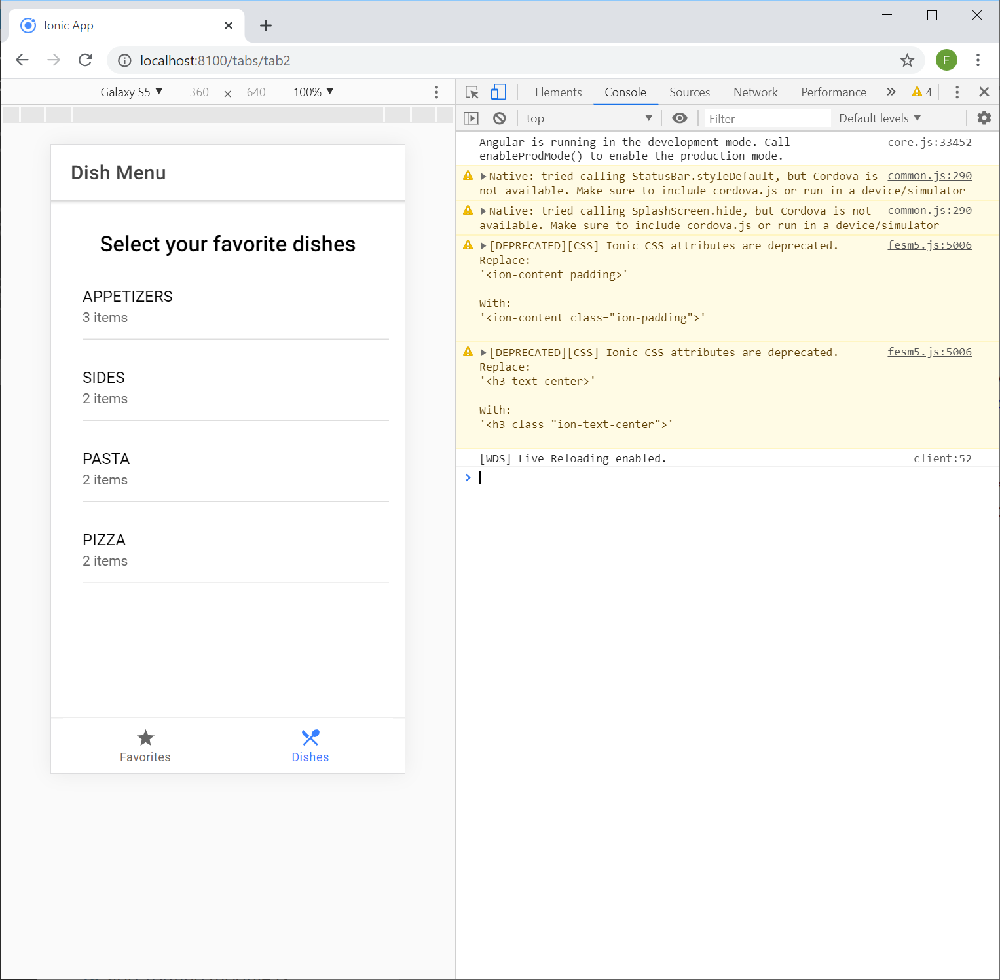 Ionic App
localhost:8100/tabs/tab2
F
Galaxy S5 ▼ 360 × 640 100% ▼
Elements Console Sources Network Performance » 4
top ▼ Filter Default levels ▼
Dish Menu
Select your favorite dishes
APPETIZERS
3 items
SIDES
2 items
PASTA
2 items
PIZZA
2 items
Favorites Dishes
Angular is running in the development mode. Call core.js:33452
enableProdMode() to enable the production mode.
Native: tried calling StatusBar.styleDefault, but Cordova is common.js:290
not available. Make sure to include cordova.js or run in a device/simulator
Native: tried calling SplashScreen.hide, but Cordova is not common.js:290
available. Make sure to include cordova.js or run in a device/simulator
[DEPRECATED][CSS] Ionic CSS attributes are deprecated. fesm5.js:5006
Replace:
'<ion-content padding>'
With:
'<ion-content class="ion-padding">'
[DEPRECATED][CSS] Ionic CSS attributes are deprecated. fesm5.js:5006
Replace:
'<h3 text-center>'
With:
'<h3 class="ion-text-center">'
[WDS] Live Reloading enabled. client:52